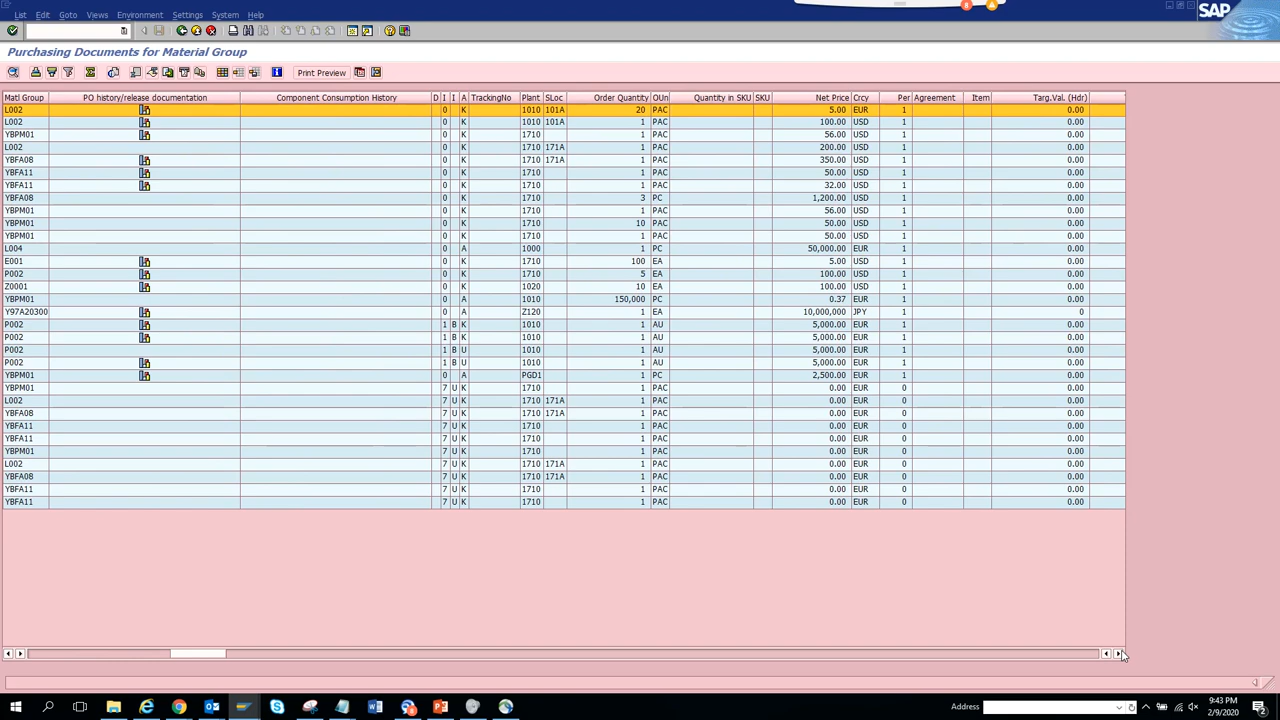 List Edit Goto Views Environment Settings System Help
8
SAP
Purchasing Documents for Material Group
Print Preview
Matl Group PO history/release documentation Component Consumption History D I I A TrackingNo Plant SLoc Order Quantity OUn Quantity in SKU SKU Net Price Crcy Per Agreement Item Targ.Val. (Hdr)
L002 0 K 1010 101A 20 PAC 5.00 EUR 1 0.00
L002 0 K 1010 101A 1 PAC 100.00 USD 1 0.00
YBPM01 0 K 1710 1 PAC 56.00 USD 1 0.00
L002 0 K 1710 171A 1 PAC 200.00 USD 1 0.00
YBFA08 0 K 1710 171A 1 PAC 350.00 USD 1 0.00
YBFA11 0 K 1710 1 PAC 50.00 USD 1 0.00
YBFA11 0 K 1710 1 PAC 32.00 USD 1 0.00
YBFA08 0 K 1710 3 PC 1,200.00 USD 1 0.00
YBPM01 0 K 1710 1 PAC 56.00 USD 1 0.00
YBPM01 0 K 1710 10 PAC 50.00 USD 1 0.00
YBPM01 0 K 1710 1 PAC 50.00 USD 1 0.00
L004 0 A 1000 1 PC 50,000.00 EUR 1 0.00
E001 0 K 1710 100 EA 5.00 USD 1 0.00
P002 0 K 1710 5 EA 100.00 USD 1 0.00
Z0001 0 K 1020 10 EA 100.00 USD 1 0.00
YBPM01 0 A 1010 150,000 PC 0.37 EUR 1 0.00
Y97A20300 0 A Z120 1 EA 10,000,000 JPY 1 0
P002 1 B K 1010 1 AU 5,000.00 EUR 1 0.00
P002 1 B K 1010 1 AU 5,000.00 EUR 1 0.00
P002 1 B U 1010 1 AU 5,000.00 EUR 1 0.00
P002 1 B U 1010 1 AU 5,000.00 EUR 1 0.00
YBPM01 0 A PGD1 1 PC 2,500.00 EUR 1 0.00
YBPM01 7 U K 1710 1 PAC 0.00 EUR 0 0.00
L002 7 U K 1710 171A 1 PAC 0.00 EUR 0 0.00
YBFA08 7 U K 1710 171A 1 PAC 0.00 EUR 0 0.00
YBFA11 7 U K 1710 1 PAC 0.00 EUR 0 0.00
YBFA11 7 U K 1710 1 PAC 0.00 EUR 0 0.00
YBPM01 7 U K 1710 1 PAC 0.00 EUR 0 0.00
L002 7 U K 1710 171A 1 PAC 0.00 EUR 0 0.00
YBFA08 7 U K 1710 171A 1 PAC 0.00 EUR 0 0.00
YBFA11 7 U K 1710 1 PAC 0.00 EUR 0 0.00
YBFA11 7 U K 1710 1 PAC 0.00 EUR 0 0.00
Address
9:43 PM
2/9/2020
2